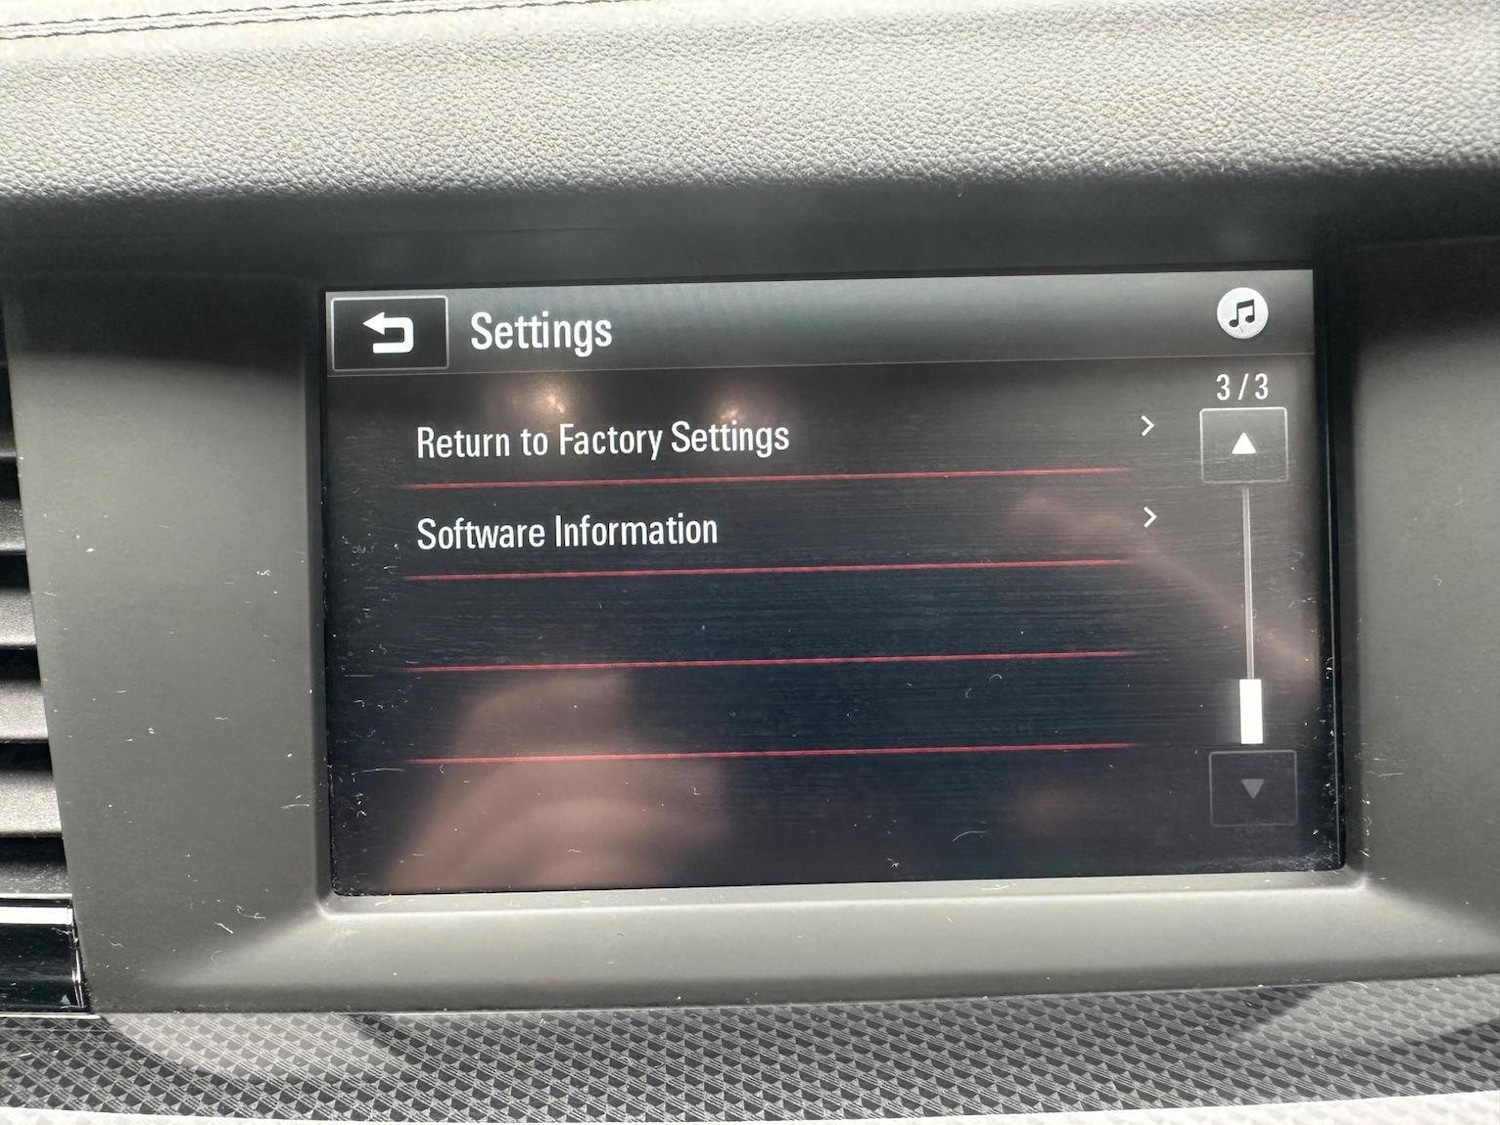 Settings
3/3
Return to Factory Settings
Software Information